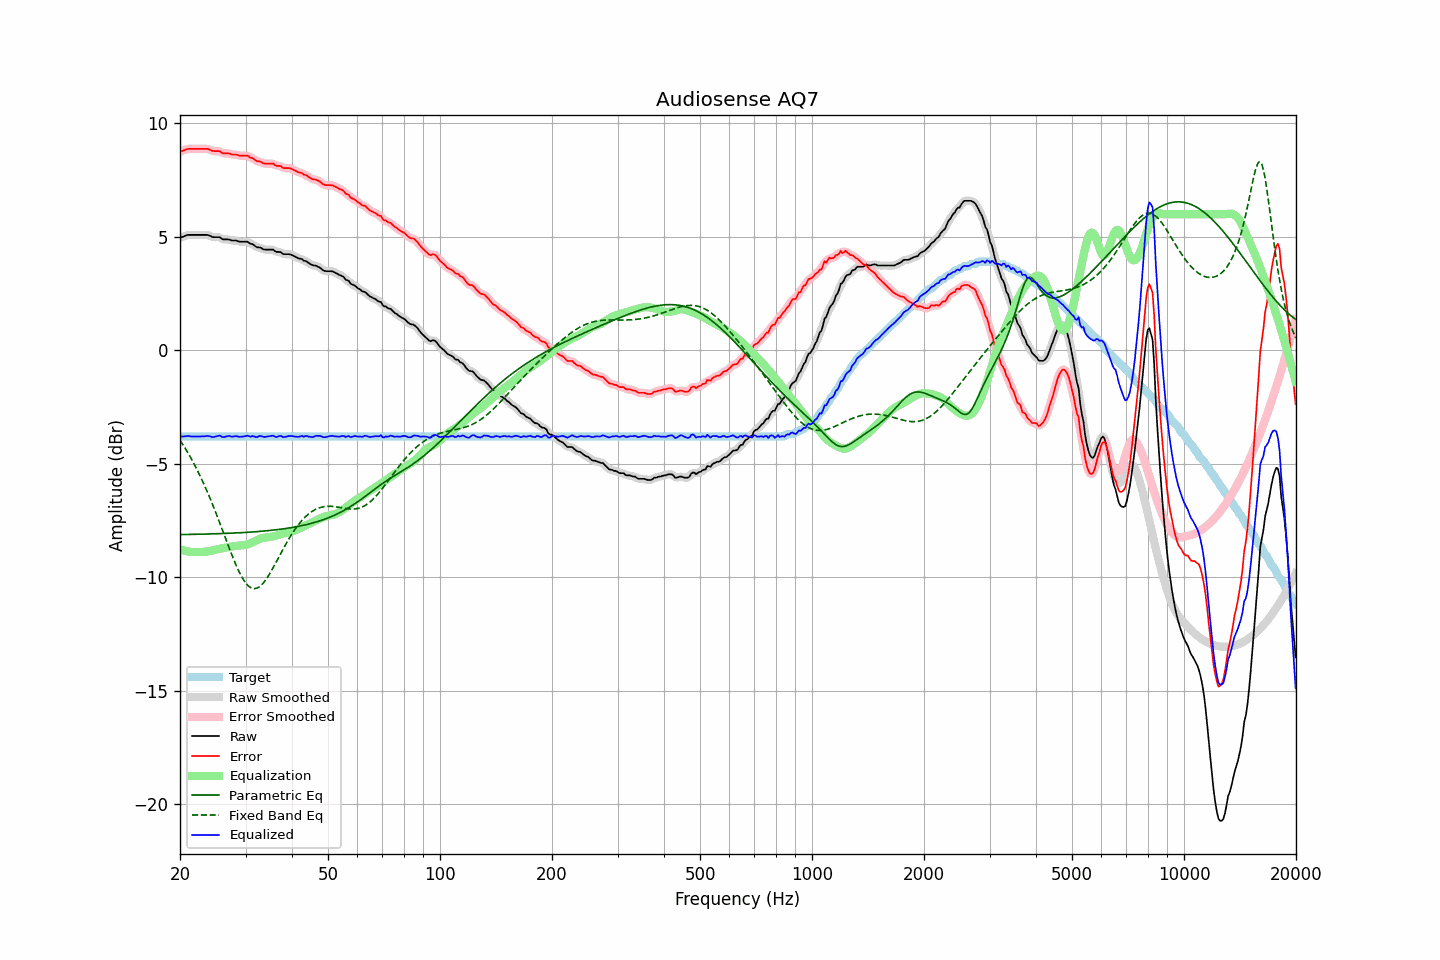 Audiosense AQ7
Amplitude (dBr)
10
5
0
−5
−10
−15
−20
Target
Raw Smoothed
Error Smoothed
Raw
Error
Equalization
Parametric Eq
Fixed Band Eq
Equalized
20 50 100 200 500 1000 2000 5000 10000 20000
Frequency (Hz)